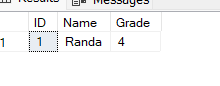 Results Messages
ID Name Grade
1 1 Randa 4